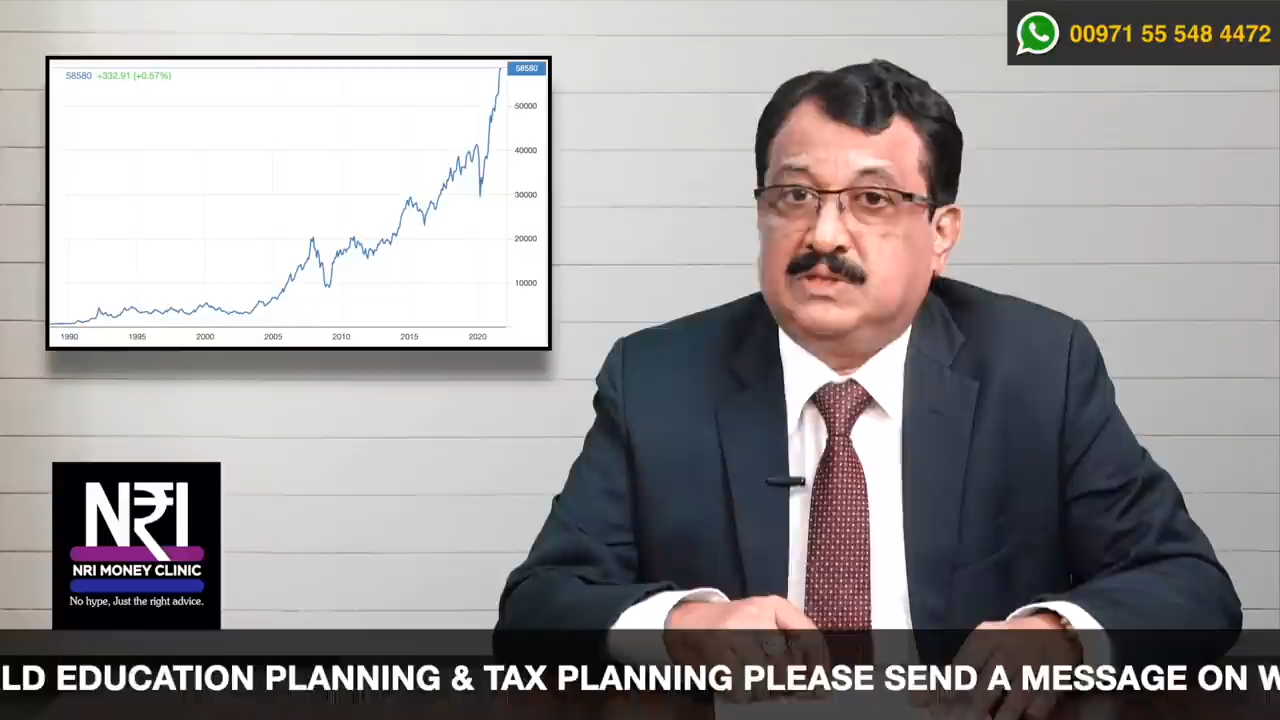 00971 55 548 4472
58580 +332.91 (+0.57%)
58580
50000
40000
30000
20000
10000
1990 1995 2000 2005 2010 2015 2020
N₹I
NRI MONEY CLINIC
No hype, Just the right advice.
LD EDUCATION PLANNING & TAX PLANNING PLEASE SEND A MESSAGE ON W